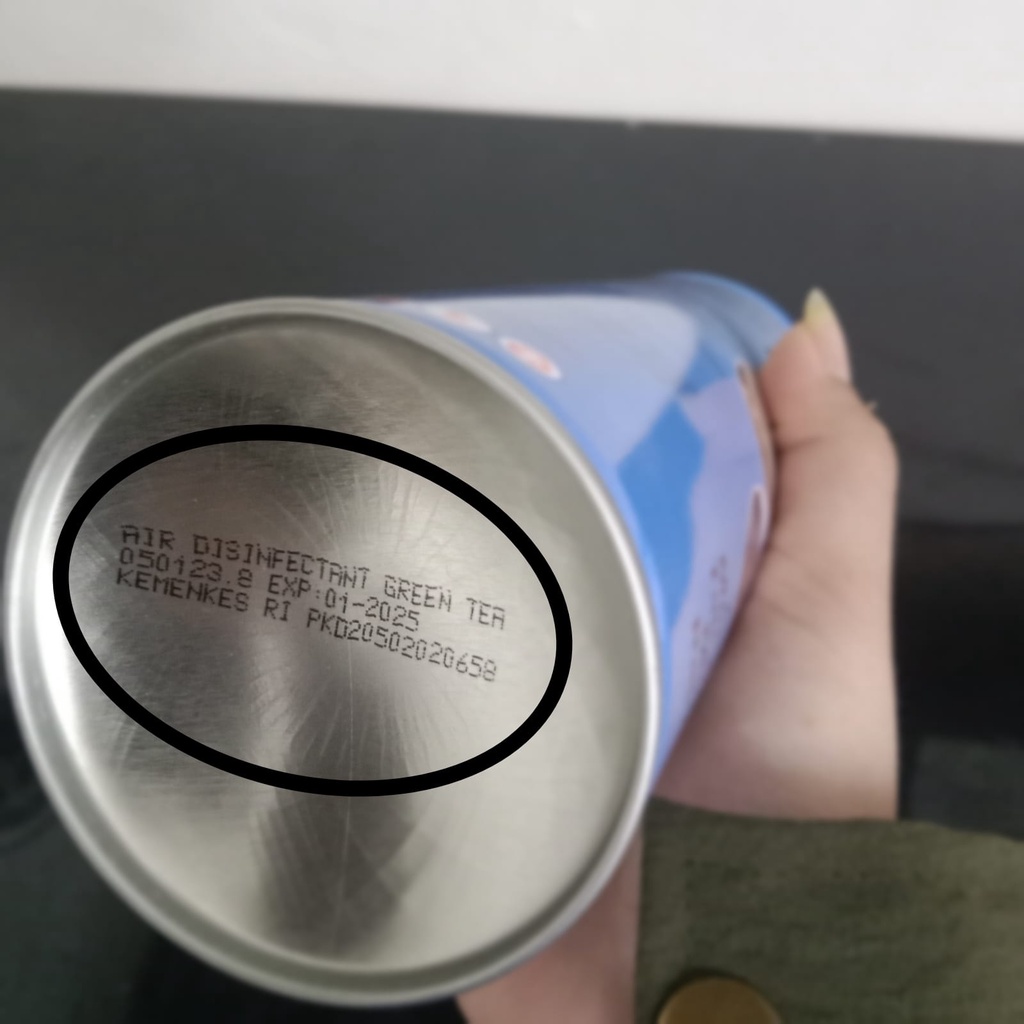 AIR DISINFECTANT GREEN TEA
050123.8 EXP:01-2025
KEMENKES RI PKD20502020658